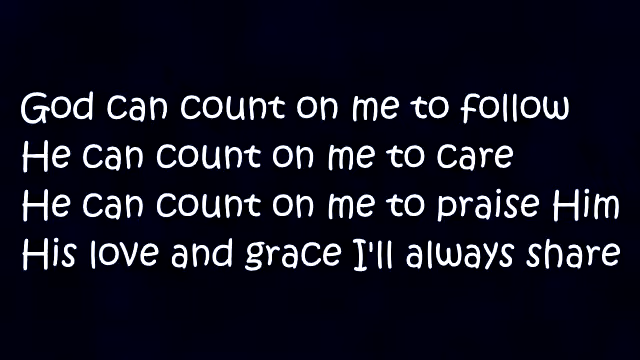 God can count on me to follow
He can count on me to care
He can count on me to praise Him
His love and grace I'll always share